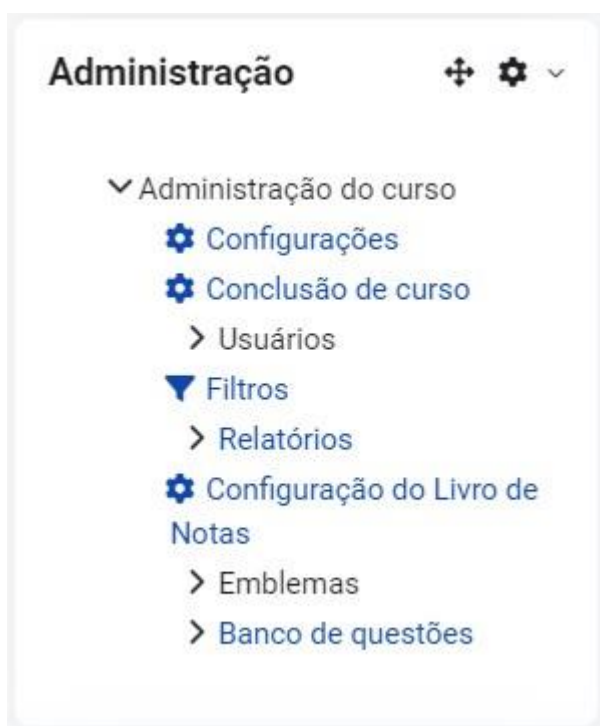 Administração
Administração do curso
Configurações
Conclusão de curso
Usuários
Filtros
Relatórios
Configuração do Livro de
Notas
Emblemas
Banco de questões